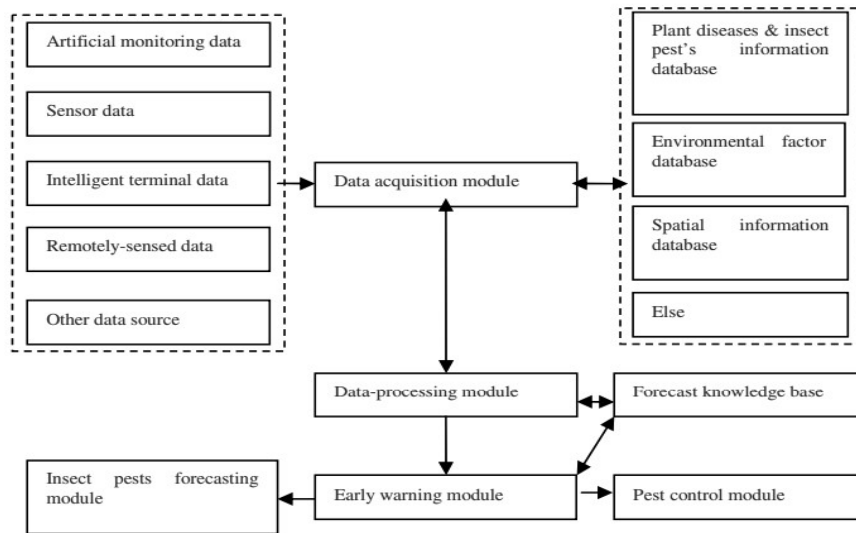 Artificial monitoring data
Sensor data
Intelligent terminal data
Remotely-sensed data
Other data source
Data acquisition module
Plant diseases & insect
pest's information
database
Environmental factor
database
Spatial information
database
Else
Data-processing module
Forecast knowledge base
Insect pests forecasting
module
Early warning module
Pest control module